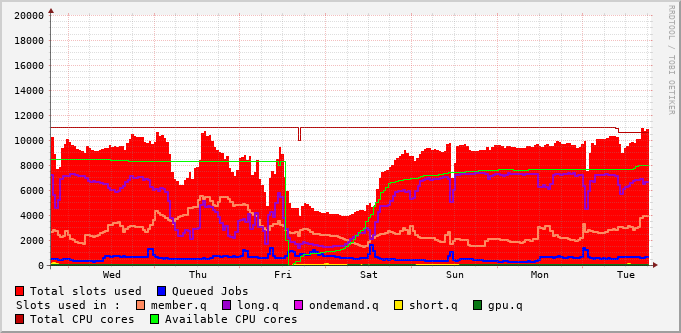 20000
18000
16000
14000
12000
10000
8000
6000
4000
2000
0
Wed Thu Fri Sat Sun Mon Tue
Total slots used Queued Jobs
Slots used in : member.q long.q ondemand.q short.q gpu.q
Total CPU cores Available CPU cores
RRDTOOL / TOBI OETIKER